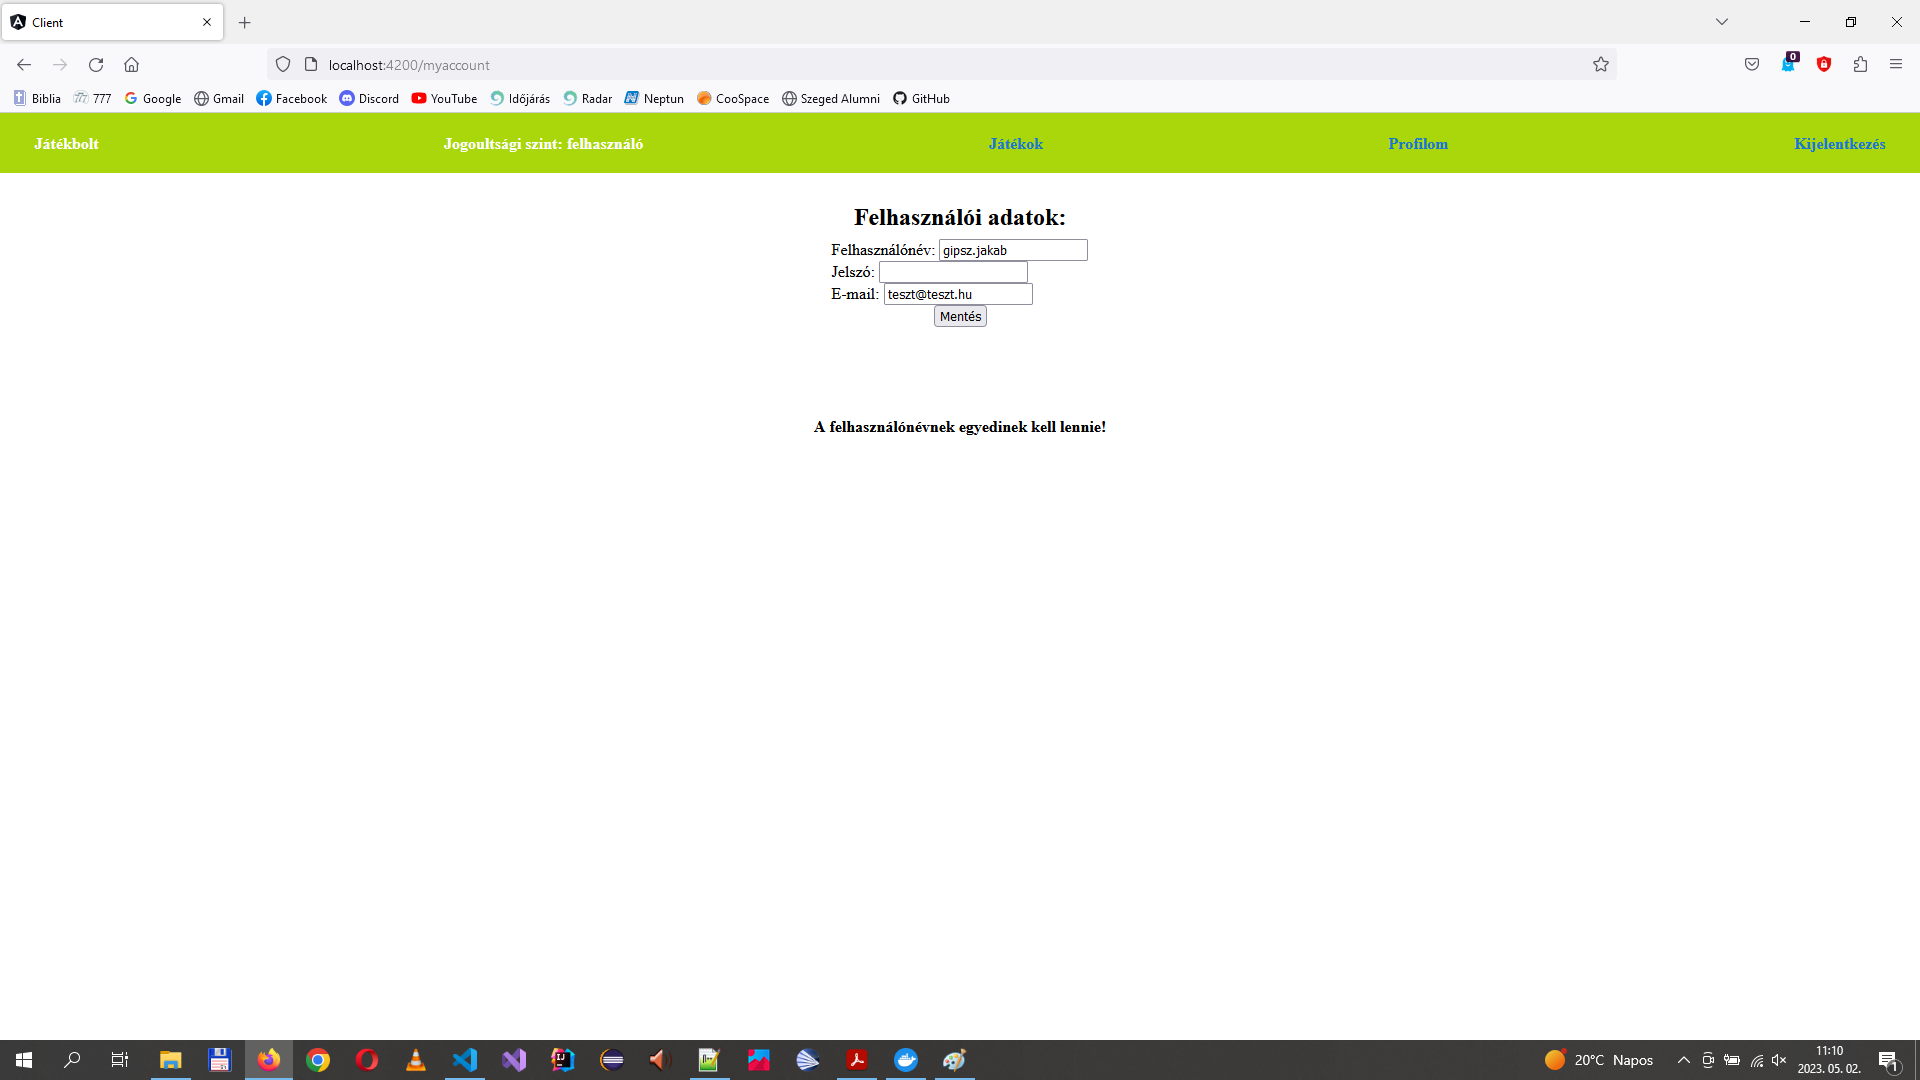 Client
localhost:4200/myaccount
0
Biblia 777 Google Gmail Facebook Discord YouTube Időjárás Radar Neptun CooSpace Szeged Alumni GitHub
Játékbolt Jogoultsági szint: felhasználó Játékok Profilom Kijelentkezés
Felhasználói adatok:
Felhasználónév: gipsz.jakab
Jelszó:
E-mail: teszt@teszt.hu
Mentés
A felhasználónévnek egyedinek kell lennie!
20°C Napos
11:10
2023. 05. 02.
1